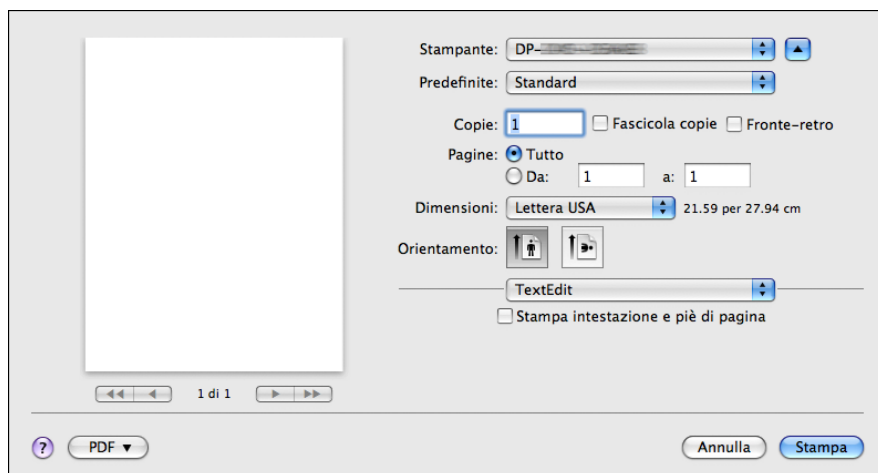 Stampante: DP-
Predefinite: Standard
Copie: 1 Fascicola copie Fronte-retro
Pagine: Tutto
Da: 1 a: 1
Dimensioni: Lettera USA 21.59 per 27.94 cm
Orientamento:
TextEdit
Stampa intestazione e piè di pagina
1 di 1
? PDF Annulla Stampa